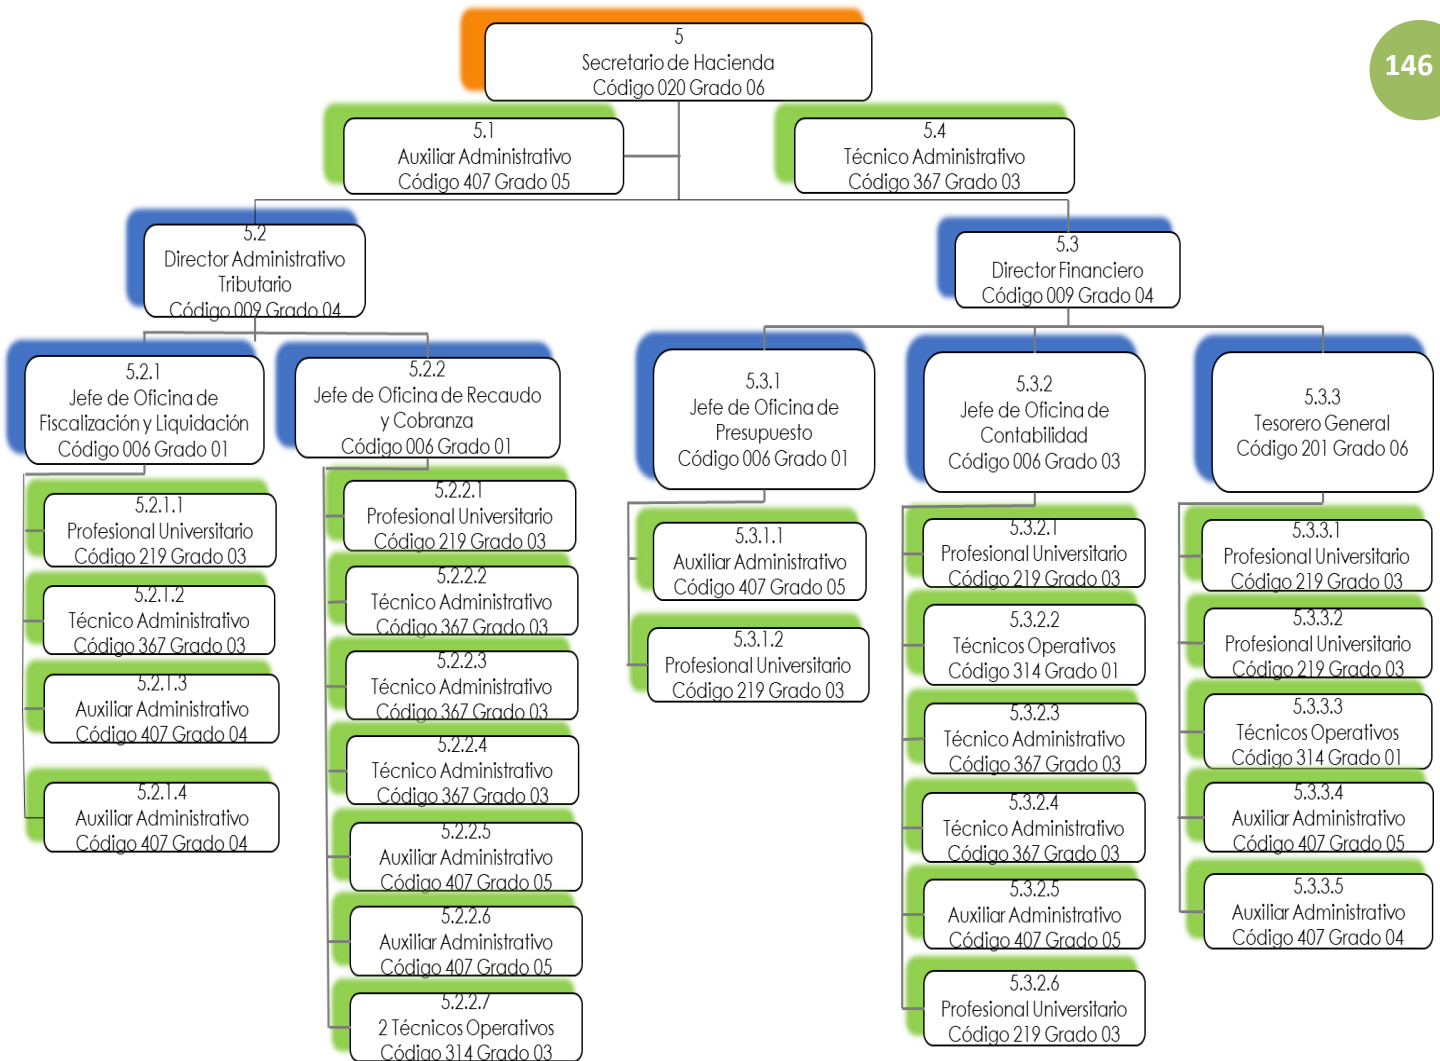 146
5
Secretario de Hacienda
Código 020 Grado 06
5.1
Auxiliar Administrativo
Código 407 Grado 05
5.4
Técnico Administrativo
Código 367 Grado 03
5.2
Director Administrativo
Tributario
Código 009 Grado 04
5.3
Director Financiero
Código 009 Grado 04
5.2.1
Jefe de Oficina de
Fiscalización y Liquidación
Código 006 Grado 01
5.2.2
Jefe de Oficina de Recaudo
y Cobranza
Código 006 Grado 01
5.3.1
Jefe de Oficina de
Presupuesto
Código 006 Grado 01
5.3.2
Jefe de Oficina de
Contabilidad
Código 006 Grado 03
5.3.3
Tesorero General
Código 201 Grado 06
5.2.1.1
Profesional Universitario
Código 219 Grado 03
5.2.1.2
Técnico Administrativo
Código 367 Grado 03
5.2.1.3
Auxiliar Administrativo
Código 407 Grado 04
5.2.1.4
Auxiliar Administrativo
Código 407 Grado 04
5.2.2.1
Profesional Universitario
Código 219 Grado 03
5.2.2.2
Técnico Administrativo
Código 367 Grado 03
5.2.2.3
Técnico Administrativo
Código 367 Grado 03
5.2.2.4
Técnico Administrativo
Código 367 Grado 03
5.2.2.5
Auxiliar Administrativo
Código 407 Grado 05
5.2.2.6
Auxiliar Administrativo
Código 407 Grado 05
5.2.2.7
2 Técnicos Operativos
Código 314 Grado 03
5.3.1.1
Auxiliar Administrativo
Código 407 Grado 05
5.3.1.2
Profesional Universitario
Código 219 Grado 03
5.3.2.1
Profesional Universitario
Código 219 Grado 03
5.3.2.2
Técnicos Operativos
Código 314 Grado 01
5.3.2.3
Técnico Administrativo
Código 367 Grado 03
5.3.2.4
Técnico Administrativo
Código 367 Grado 03
5.3.2.5
Auxiliar Administrativo
Código 407 Grado 05
5.3.2.6
Profesional Universitario
Código 219 Grado 03
5.3.3.1
Profesional Universitario
Código 219 Grado 03
5.3.3.2
Profesional Universitario
Código 219 Grado 03
5.3.3.3
Técnicos Operativos
Código 314 Grado 01
5.3.3.4
Auxiliar Administrativo
Código 407 Grado 05
5.3.3.5
Auxiliar Administrativo
Código 407 Grado 04